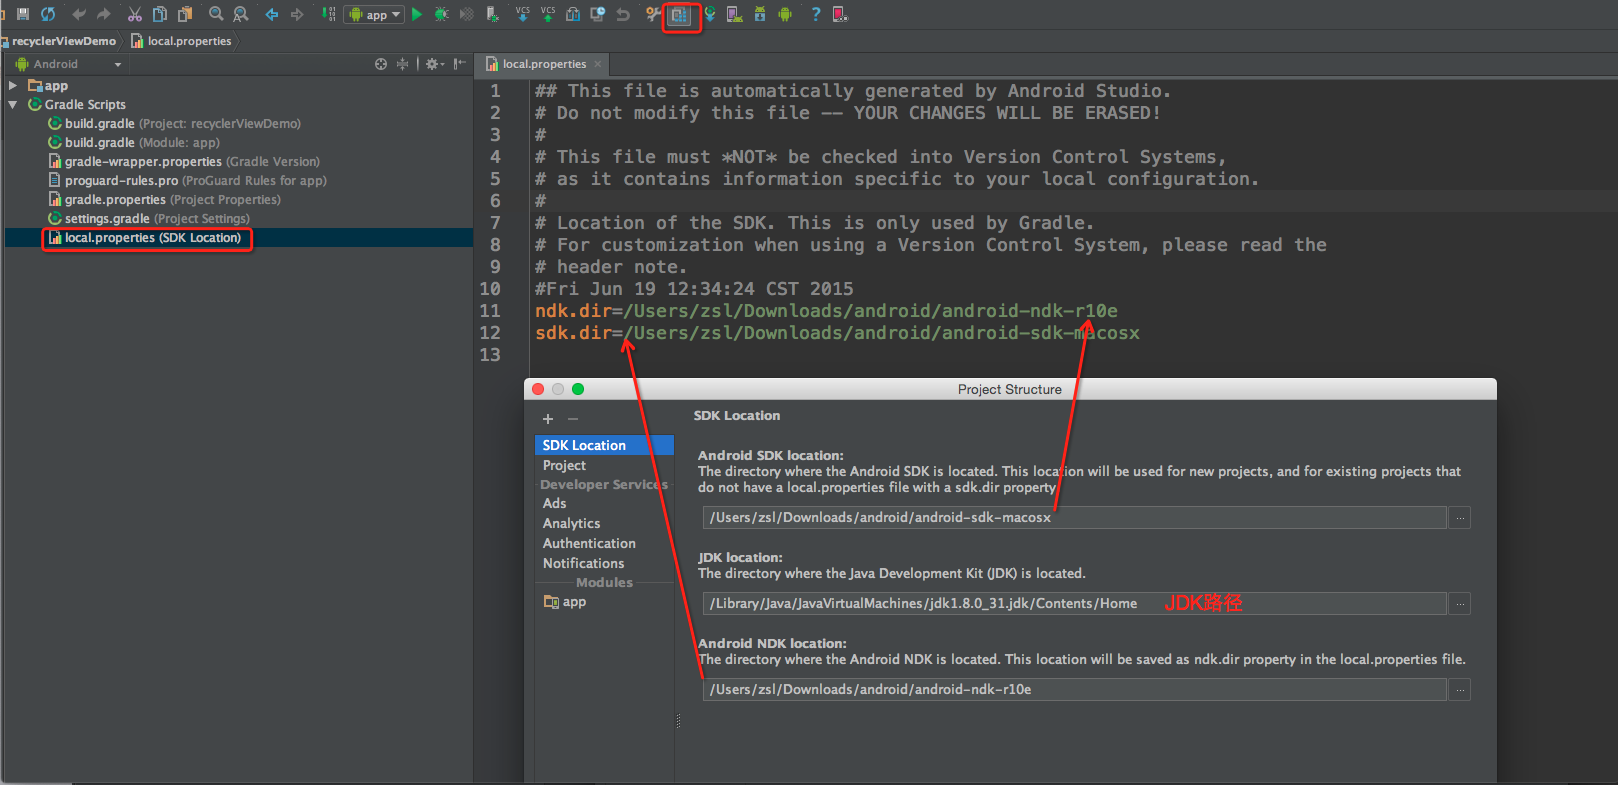 app
VCS
VCS
?
recyclerViewDemo
local.properties
Android
local.properties
app
Gradle Scripts
build.gradle (Project: recyclerViewDemo)
build.gradle (Module: app)
gradle-wrapper.properties (Gradle Version)
proguard-rules.pro (ProGuard Rules for app)
gradle.properties (Project Properties)
settings.gradle (Project Settings)
local.properties (SDK Location)
1 ## This file is automatically generated by Android Studio.
2 # Do not modify this file -- YOUR CHANGES WILL BE ERASED!
3 #
4 # This file must *NOT* be checked into Version Control Systems,
5 # as it contains information specific to your local configuration.
6 #
7 # Location of the SDK. This is only used by Gradle.
8 # For customization when using a Version Control System, please read the
9 # header note.
10 #Fri Jun 19 12:34:24 CST 2015
11 ndk.dir=/Users/zsl/Downloads/android/android-ndk-r10e
12 sdk.dir=/Users/zsl/Downloads/android/android-sdk-macosx
13
Project Structure
+ −
SDK Location
Project
Developer Services
Ads
Analytics
Authentication
Notifications
Modules
app
SDK Location
Android SDK location:
The directory where the Android SDK is located. This location will be used for new projects, and for existing projects that
do not have a local.properties file with a sdk.dir property
/Users/zsl/Downloads/android/android-sdk-macosx
...
JDK location:
The directory where the Java Development Kit (JDK) is located.
/Library/Java/JavaVirtualMachines/jdk1.8.0_31.jdk/Contents/Home JDK路径
...
Android NDK location:
The directory where the Android NDK is located. This location will be saved as ndk.dir property in the local.properties file.
/Users/zsl/Downloads/android/android-ndk-r10e
...